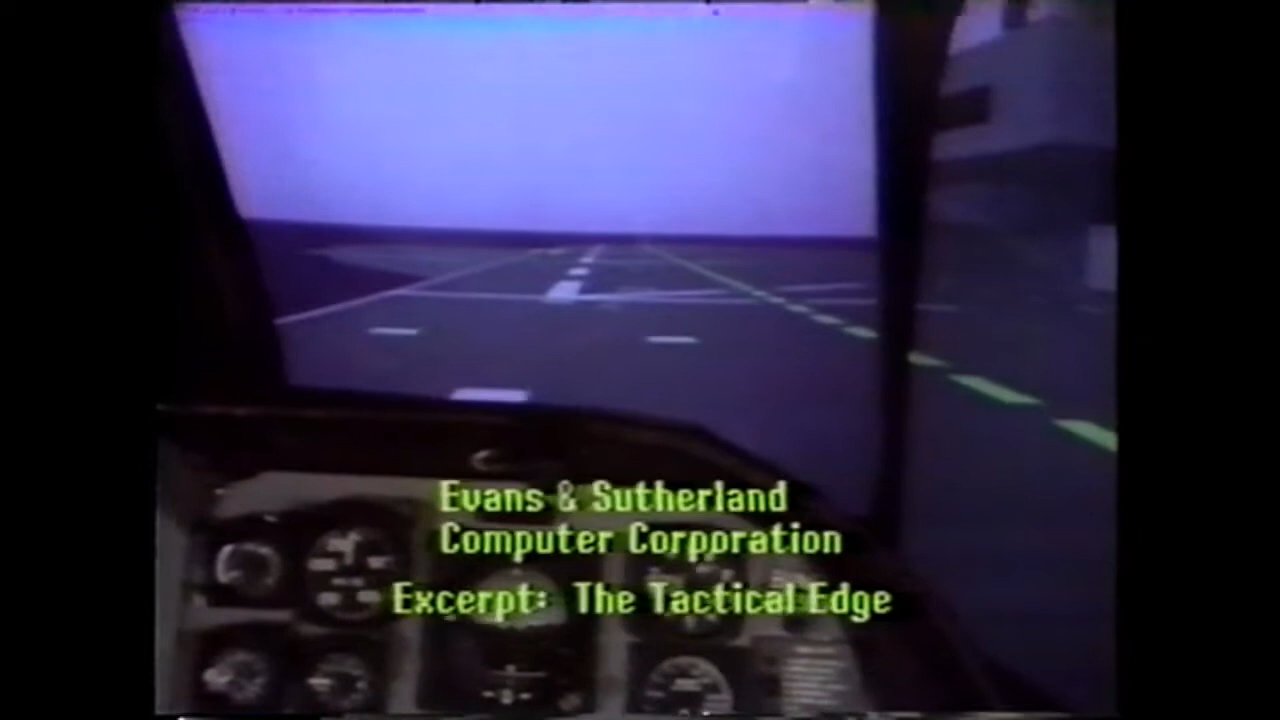 Evans & Sutherland
Computer Corporation
Excerpt: The Tactical Edge